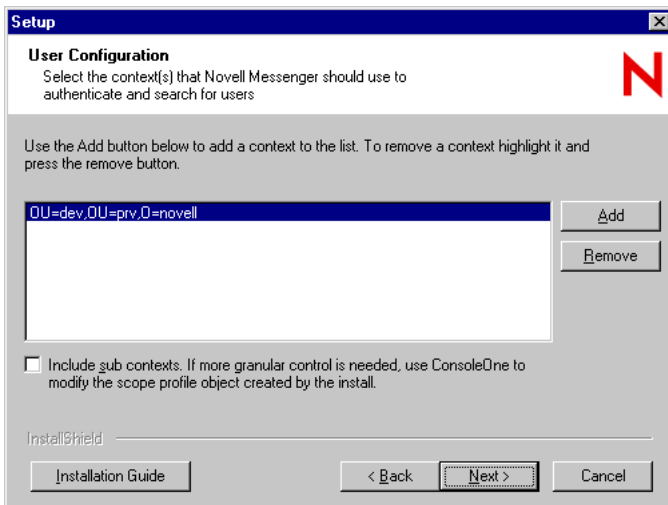 Setup
User Configuration
Select the context(s) that Novell Messenger should use to
authenticate and search for users
N
Use the Add button below to add a context to the list. To remove a context highlight it and
press the remove button.
OU=dev,OU=prv,O=novell
Add
Remove
Include sub contexts. If more granular control is needed, use ConsoleOne to
modify the scope profile object created by the install.
InstallShield
Installation Guide
< Back
Next >
Cancel